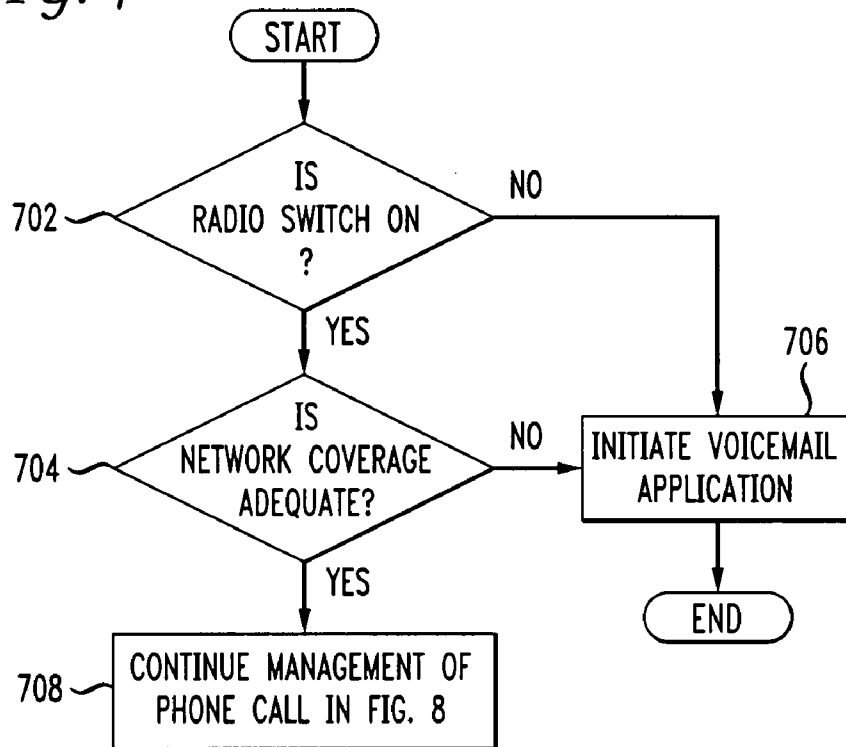 START
IS
RADIO SWITCH ON
?
NO
702
YES
706
IS
NETWORK COVERAGE
ADEQUATE?
NO
704
INITIATE VOICEMAIL
APPLICATION
YES
END
708
CONTINUE MANAGEMENT OF
PHONE CALL IN FIG. 8